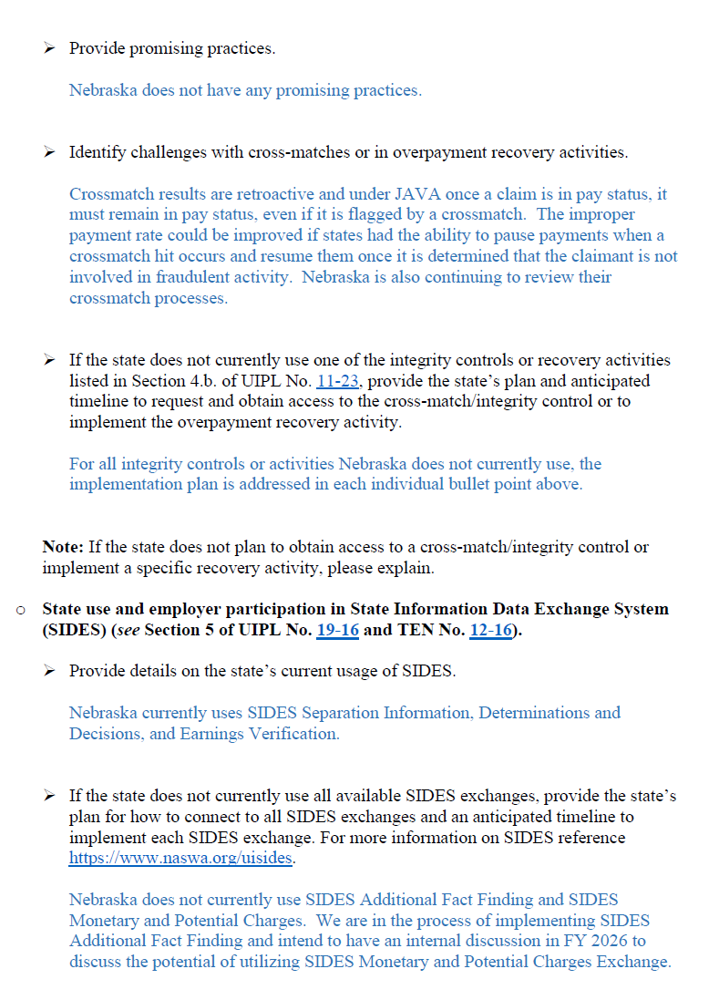 ➢ Provide promising practices.
Nebraska does not have any promising practices.
➢ Identify challenges with cross-matches or in overpayment recovery activities.
Crossmatch results are retroactive and under JAVA once a claim is in pay status, it
must remain in pay status, even if it is flagged by a crossmatch.  The improper
payment rate could be improved if states had the ability to pause payments when a
crossmatch hit occurs and resume them once it is determined that the claimant is not
involved in fraudulent activity.  Nebraska is also continuing to review their
crossmatch processes.
➢ If the state does not currently use one of the integrity controls or recovery activities
listed in Section 4.b. of UIPL No. 11-23, provide the state's plan and anticipated
timeline to request and obtain access to the cross-match/integrity control or to
implement the overpayment recovery activity.
For all integrity controls or activities Nebraska does not currently use, the
implementation plan is addressed in each individual bullet point above.
Note: If the state does not plan to obtain access to a cross-match/integrity control or
implement a specific recovery activity, please explain.
o State use and employer participation in State Information Data Exchange System
(SIDES) (see Section 5 of UIPL No. 19-16 and TEN No. 12-16).
➢ Provide details on the state's current usage of SIDES.
Nebraska currently uses SIDES Separation Information, Determinations and
Decisions, and Earnings Verification.
➢ If the state does not currently use all available SIDES exchanges, provide the state's
plan for how to connect to all SIDES exchanges and an anticipated timeline to
implement each SIDES exchange. For more information on SIDES reference
https://www.naswa.org/uisides.
Nebraska does not currently use SIDES Additional Fact Finding and SIDES
Monetary and Potential Charges.  We are in the process of implementing SIDES
Additional Fact Finding and intend to have an internal discussion in FY 2026 to
discuss the potential of utilizing SIDES Monetary and Potential Charges Exchange.